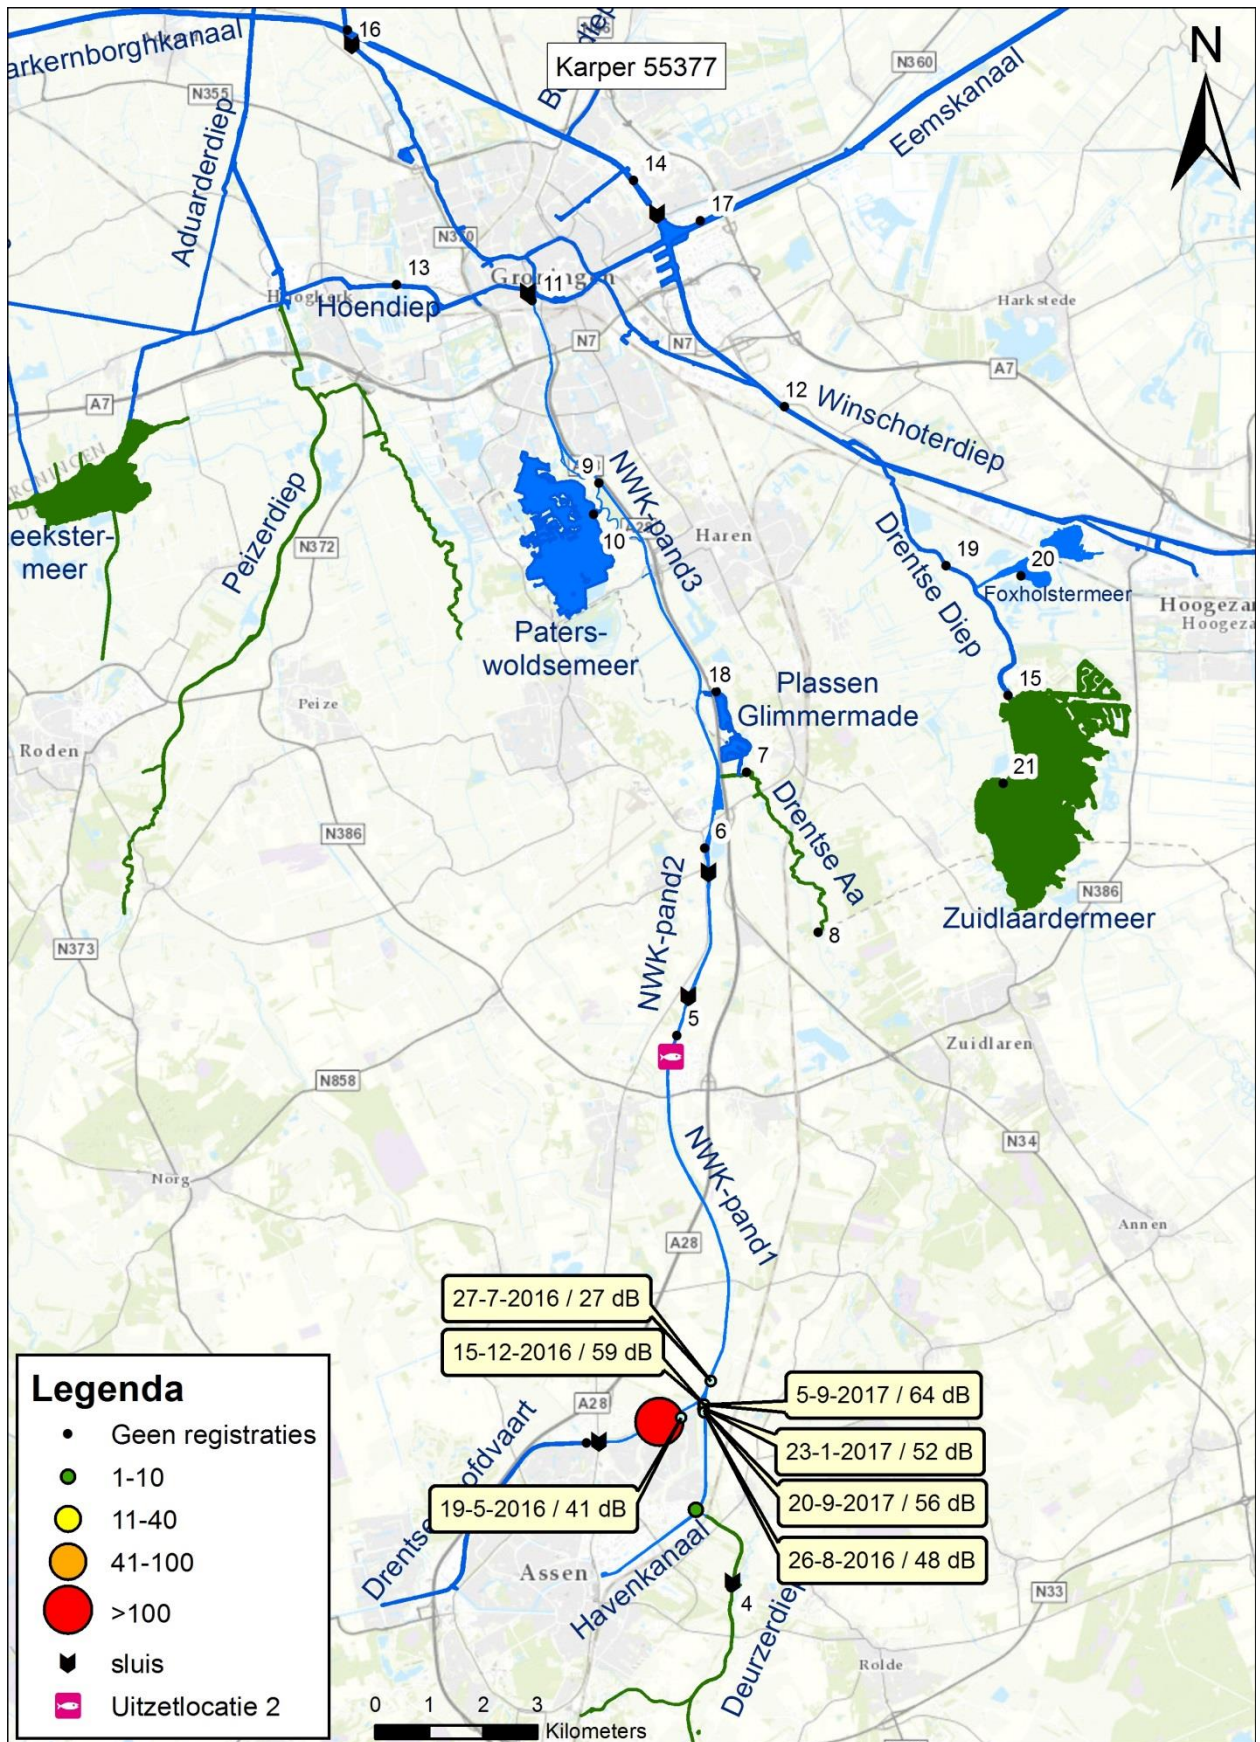 arkernborghkanaal
16
Karper 55377
N
N360
N355
Eemskanaal
Aduarderdiep
14
17
N370
Groningen
13
11
Hoogkerk
Hoendiep
Harkstede
N7
N7
A7
A7
12
Winschoterdiep
9
NWK-pand3
A28
10
Haren
N372
Peizerdiep
eekster-
meer
Drentse Diep
19
20
Foxholstermeer
Hoogezan
Hoogeza
Paters-
woldsemeer
18
Plassen
Glimmermade
15
Peize
Roden
7
21
Drentse Aa
N386
6
NWK-pand2
N386
Zuidlaardermeer
8
N373
5
Zuidlaren
N858
NWK-pand1
N34
Norg
Annen
A28
27-7-2016 / 27 dB
15-12-2016 / 59 dB
5-9-2017 / 64 dB
A28
23-1-2017 / 52 dB
20-9-2017 / 56 dB
19-5-2016 / 41 dB
26-8-2016 / 48 dB
Drentse Hoofdvaart
Assen
Havenkanaal
4
Deurzerdiep
N33
Rolde
Legenda
Geen registraties
1-10
11-40
41-100
>100
sluis
Uitzetlocatie 2
0 1 2 3
Kilometers